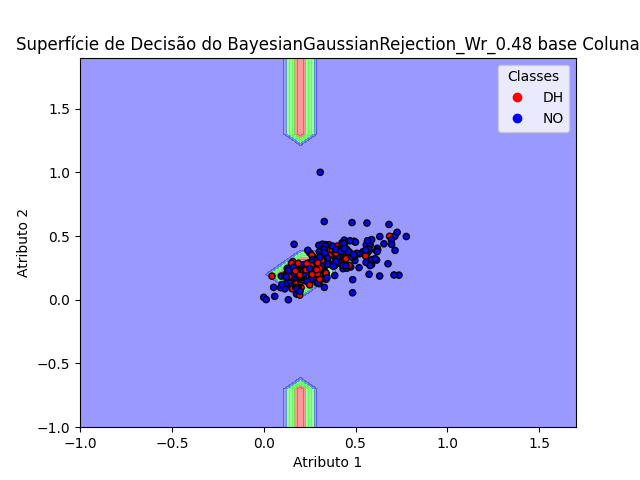 Superfície de Decisão do BayesianGaussianRejection_Wr_0.48 base Coluna
Classes
DH
NO
Atributo 2
1.5
1.0
0.5
0.0
−0.5
−1.0
−1.0 −0.5 0.0 0.5 1.0 1.5
Atributo 1